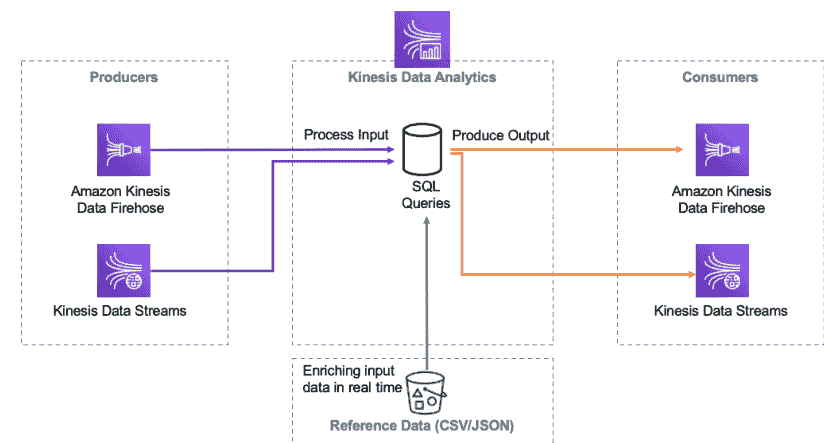 Producers
Kinesis Data Analytics
Consumers
Process Input
Produce Output
Amazon Kinesis
Data Firehose
SQL
Queries
Amazon Kinesis
Data Firehose
Kinesis Data Streams
Kinesis Data Streams
Enriching input
data in real time
Reference Data (CSV/JSON)